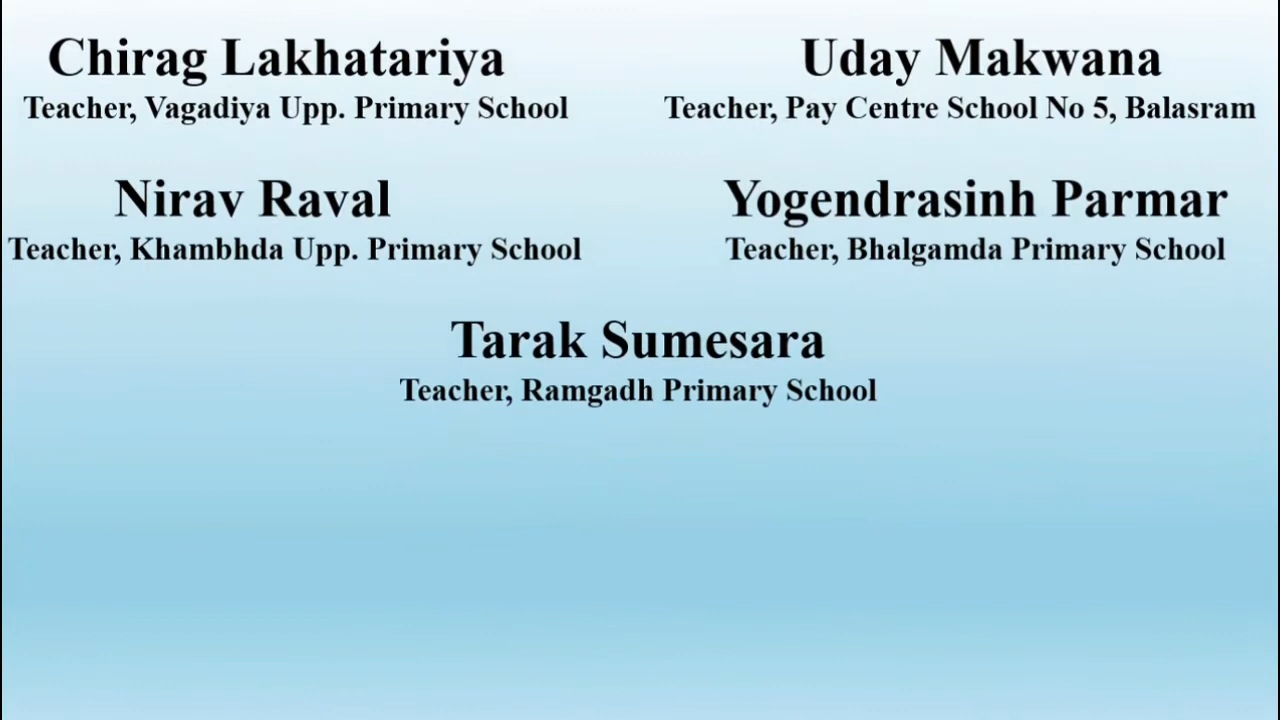 Chirag Lakhatariya
Teacher, Vagadiya Upp. Primary School
Uday Makwana
Teacher, Pay Centre School No 5, Balasram
Nirav Raval
Teacher, Khambhda Upp. Primary School
Yogendrasinh Parmar
Teacher, Bhalgamda Primary School
Tarak Sumesara
Teacher, Ramgadh Primary School